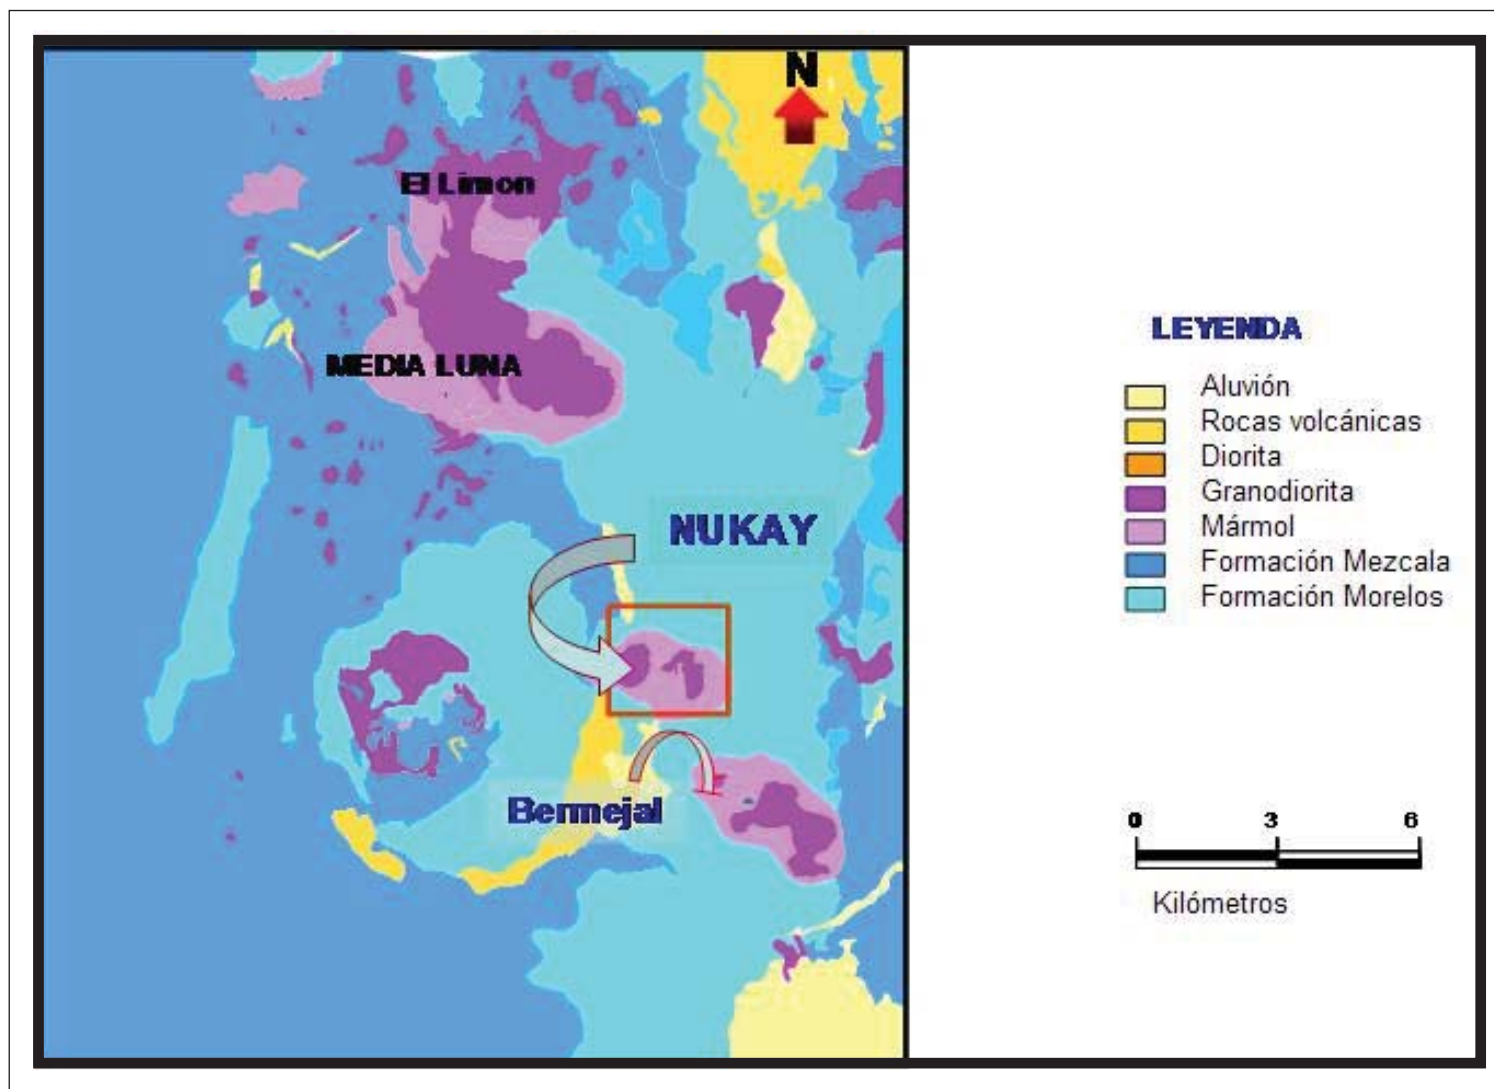 N
El Limon
MEDIA LUNA
NUKAY
Bermejal
LEYENDA
Aluvión
Rocas volcánicas
Diorita
Granodiorita
Mármol
Formación Mezcala
Formación Morelos
0 3 6
Kilómetros